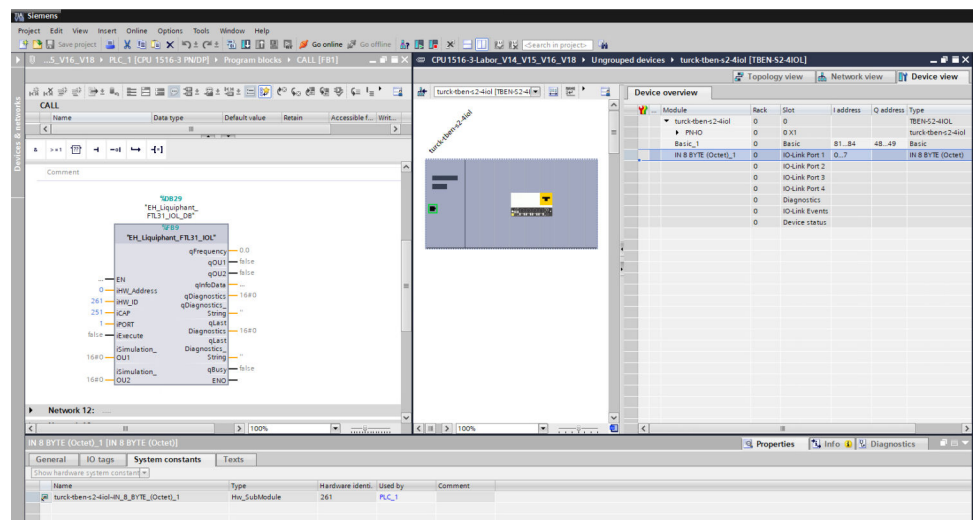 Siemens
Project Edit View Insert Online Options Tools Window Help
Save project Go online Go offline <Search in project>
...5_V16_V18 ▸ PLC_1 [CPU 1516-3 PN/DP] ▸ Program blocks ▸ CALL [FB1]
CPU1516-3-Labor_V14_V15_V16_V18 ▸ Ungrouped devices ▸ turck-tben-s2-4iol [TBEN-S2-4IOL]
Topology view Network view Device view
turck-tben-s2-4iol [TBEN-S2-4I
Device overview
Devices & networks
CALL
Name Data type Default value Retain Accessible f... Writ...
& >=1 ??
Comment
%DB29
"EH_Liquiphant_
FTL31_IOL_DB"
%FB9
"EH_Liquiphant_FTL31_IOL"
qFrequency 0.0
qOU1 false
qOU2 false
... EN
qInfoData ...
0 iHW_Address
qDiagnostics 16#0
261 iHW_ID
qDiagnostics_
String ''
251 iCAP
1 iPORT
qLast
Diagnostics 16#0
false iExecute
qLast
Diagnostics_
String ''
iSimulation_
16#0 OU1
qBusy false
iSimulation_
16#0 OU2
ENO
Network 12: ....
100%
turck-tben-s2-4iol
100%
... Module Rack Slot I address Q address Type
turck-tben-s2-4iol 0 0 TBEN-S2-4IOL
PN-IO 0 0 X1 turck-tben-s2-4iol
Basic_1 0 Basic 81...84 48...49 Basic
IN 8 BYTE (Octet)_1 0 IO-Link Port 1 0...7 IN 8 BYTE (Octet)
0 IO-Link Port 2
0 IO-Link Port 3
0 IO-Link Port 4
0 Diagnostics
0 IO-Link Events
0 Device status
IN 8 BYTE (Octet)_1 [IN 8 BYTE (Octet)]
Properties Info Diagnostics
General IO tags System constants Texts
Show hardware system constant
Name Type Hardware identi.. Used by Comment
turck-tben-s2-4iol~IN_8_BYTE_(Octet)_1 Hw_SubModule 261 PLC_1